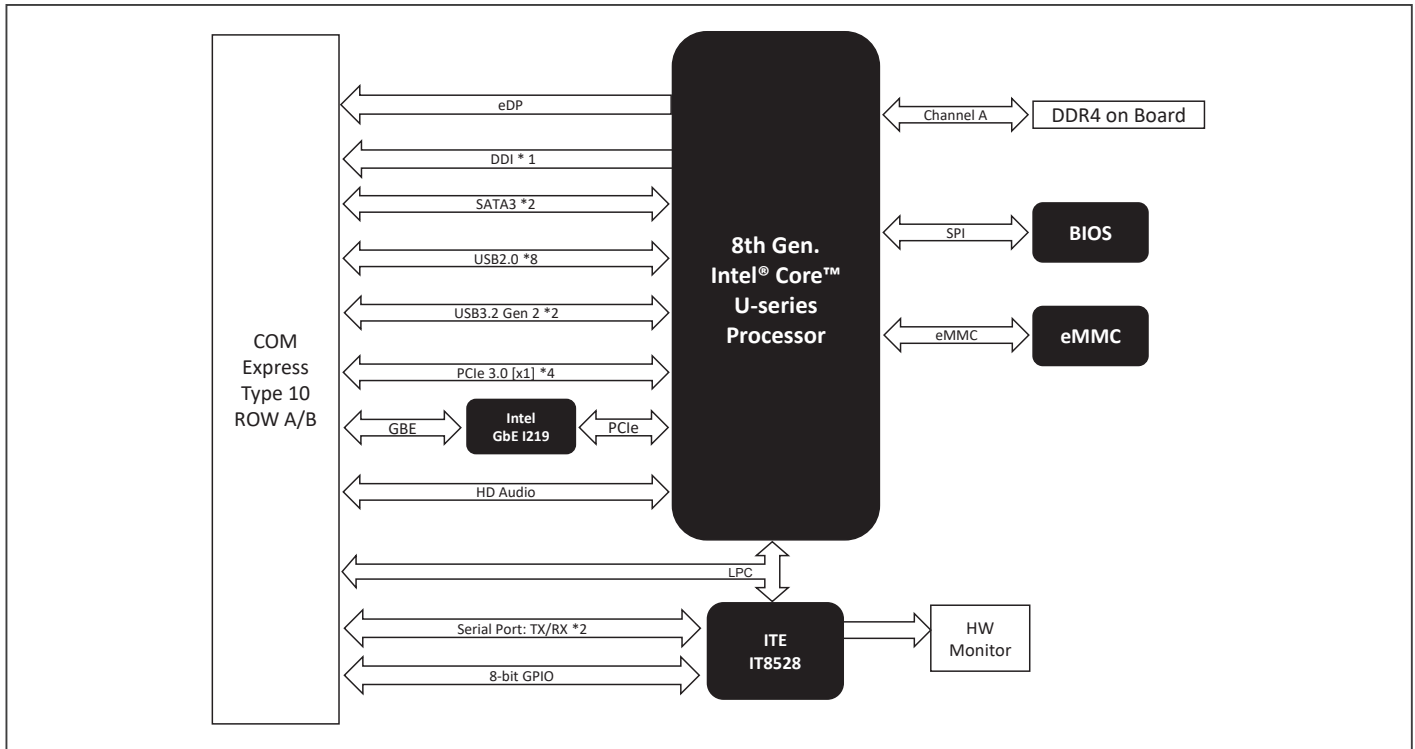 COM
Express
Type 10
ROW A/B
eDP
DDI * 1
SATA3 *2
USB2.0 *8
USB3.2 Gen 2 *2
PCIe 3.0 [x1] *4
GBE
Intel
GbE I219
PCIe
HD Audio
LPC
Serial Port: TX/RX *2
8-bit GPIO
8th Gen.
Intel® Core™
U-series
Processor
Channel A
DDR4 on Board
SPI
BIOS
eMMC
eMMC
ITE
IT8528
HW
Monitor